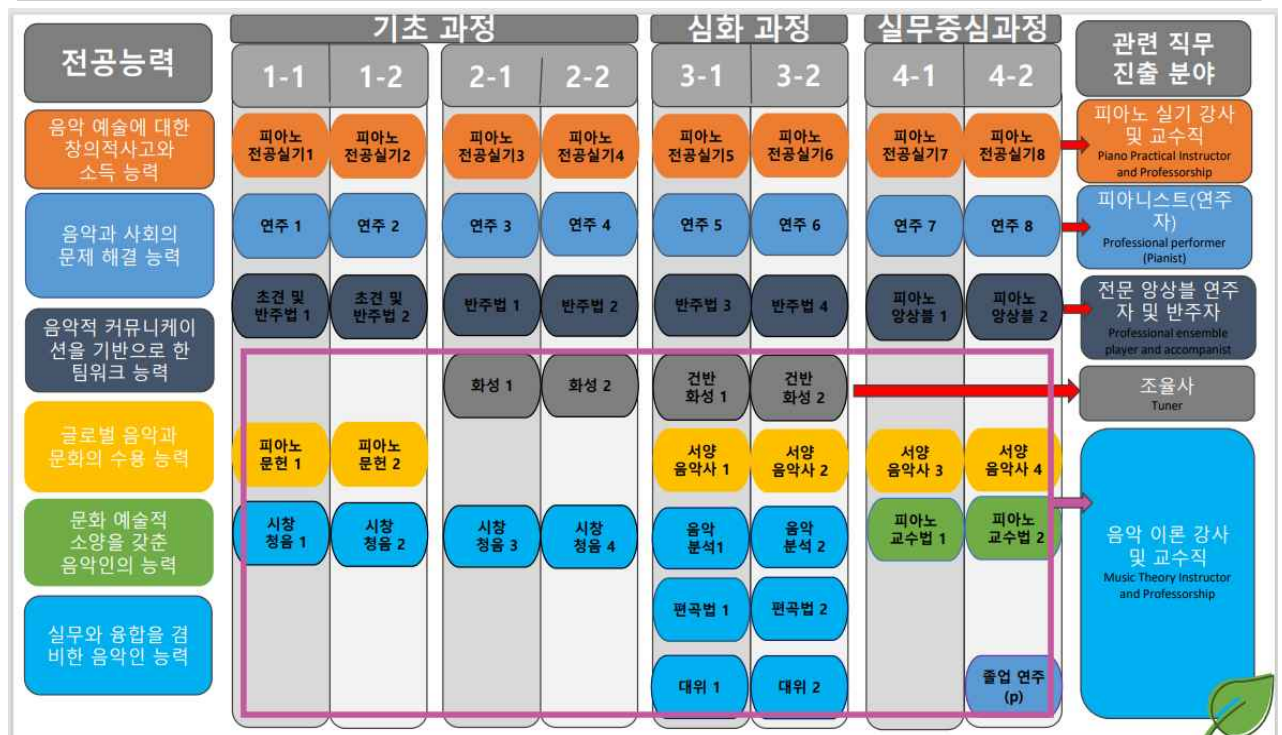 전공능력
기초 과정
심화 과정
실무중심과정
관련 직무
진출 분야
1-1
1-2
2-1
2-2
3-1
3-2
4-1
4-2
음악 예술에 대한
창의적사고와
소득 능력
피아노
전공실기1
피아노
전공실기2
피아노
전공실기3
피아노
전공실기4
피아노
전공실기5
피아노
전공실기6
피아노
전공실기7
피아노
전공실기8
피아노 실기 강사
및 교수직
Piano Practical Instructor
and Professorship
음악과 사회의
문제 해결 능력
연주 1
연주 2
연주 3
연주 4
연주 5
연주 6
연주 7
연주 8
피아니스트(연주
자)
Professional performer
(Pianist)
음악적 커뮤니케이
션을 기반으로 한
팀워크 능력
초견 및
반주법 1
초견 및
반주법 2
반주법 1
반주법 2
반주법 3
반주법 4
피아노
앙상블 1
피아노
앙상블 2
전문 앙상블 연주
자 및 반주자
Professional ensemble
player and accompanist
화성 1
화성 2
건반
화성 1
건반
화성 2
조율사
Tuner
글로벌 음악과
문화의 수용 능력
피아노
문헌 1
피아노
문헌 2
서양
음악사 1
서양
음악사 2
서양
음악사 3
서양
음악사 4
문화 예술적
소양을 갖춘
음악인의 능력
시창
청음 1
시창
청음 2
시창
청음 3
시창
청음 4
음악
분석1
음악
분석 2
피아노
교수법 1
피아노
교수법 2
음악 이론 강사
및 교수직
Music Theory Instructor
and Professorship
실무와 융합을 겸
비한 음악인 능력
편곡법 1
편곡법 2
대위 1
대위 2
졸업 연주
(p)